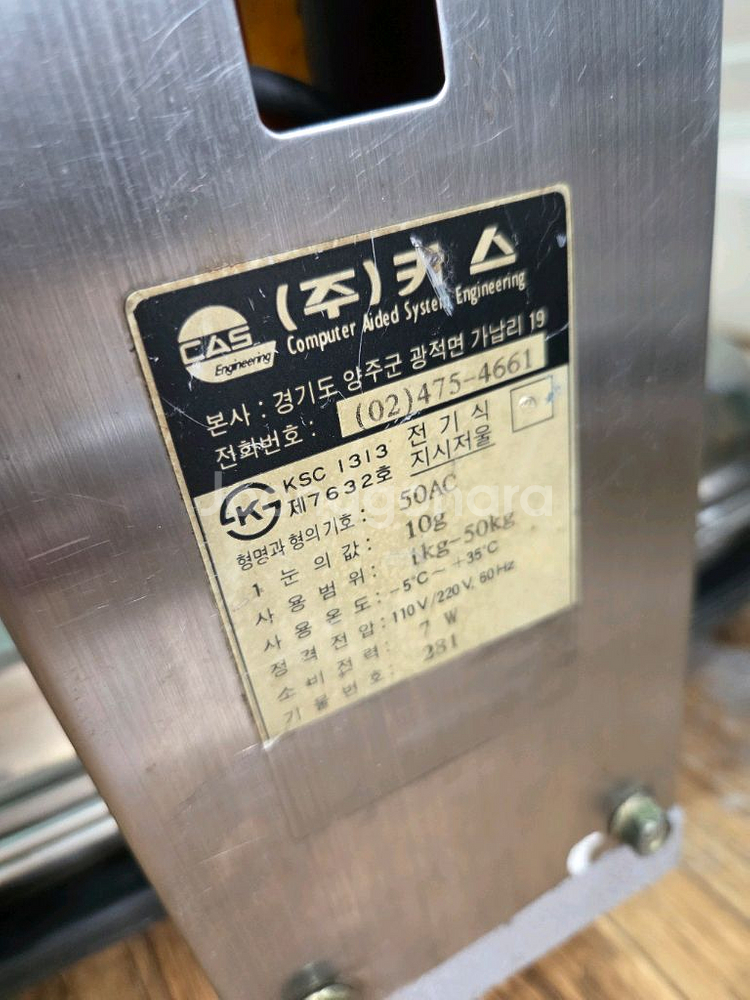 (주)카스
CAS
Engineering
Computer Aided System Engineering
본사 : 경기도 양주군 광적면 가납리 19
전화번호 : (02)475-4661
K
KSC 1313
제7632호
전기식
지시저울
형명과 형의기호 : 50AC
1 눈의값 : 10g
사용범위 : 1kg-50kg
사용온도 : -5°C ~ +35°C
정격전압 : 110V/220V, 60Hz
소비전력 : 7 W
기물번호 : 281
Joonggonara